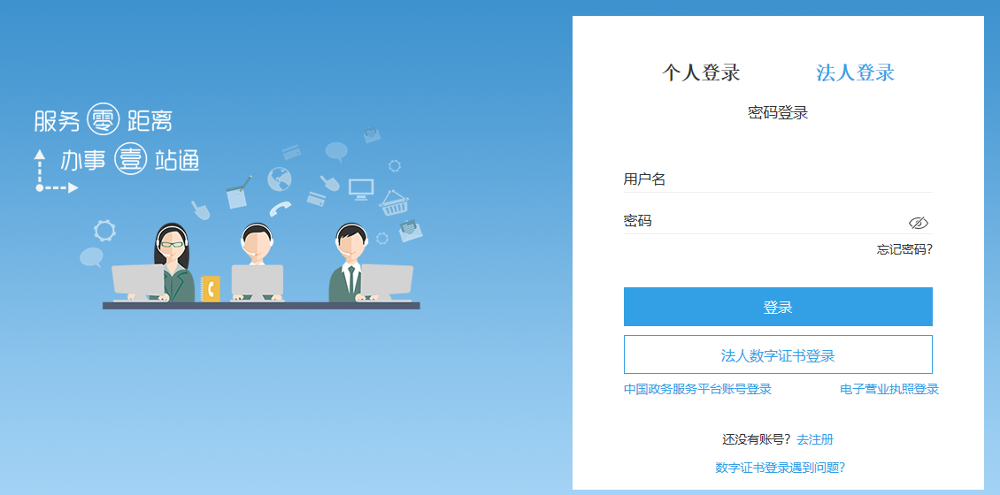 服务零距离
办事壹站通
个人登录 法人登录
密码登录
用户名
密码
忘记密码?
登录
法人数字证书登录
中国政务服务平台账号登录 电子营业执照登录
还没有账号? 去注册
数字证书登录遇到问题?